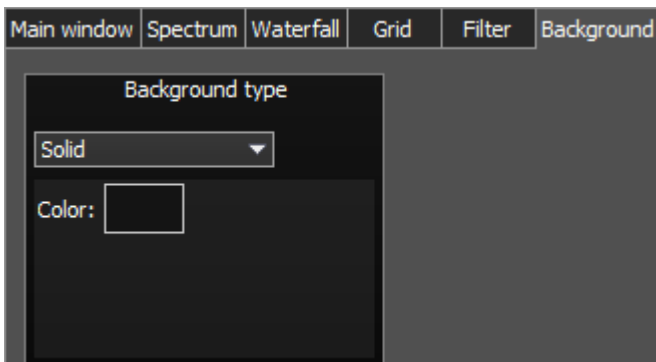 Main window Spectrum Waterfall Grid Filter Background
Background type
Solid
Color: